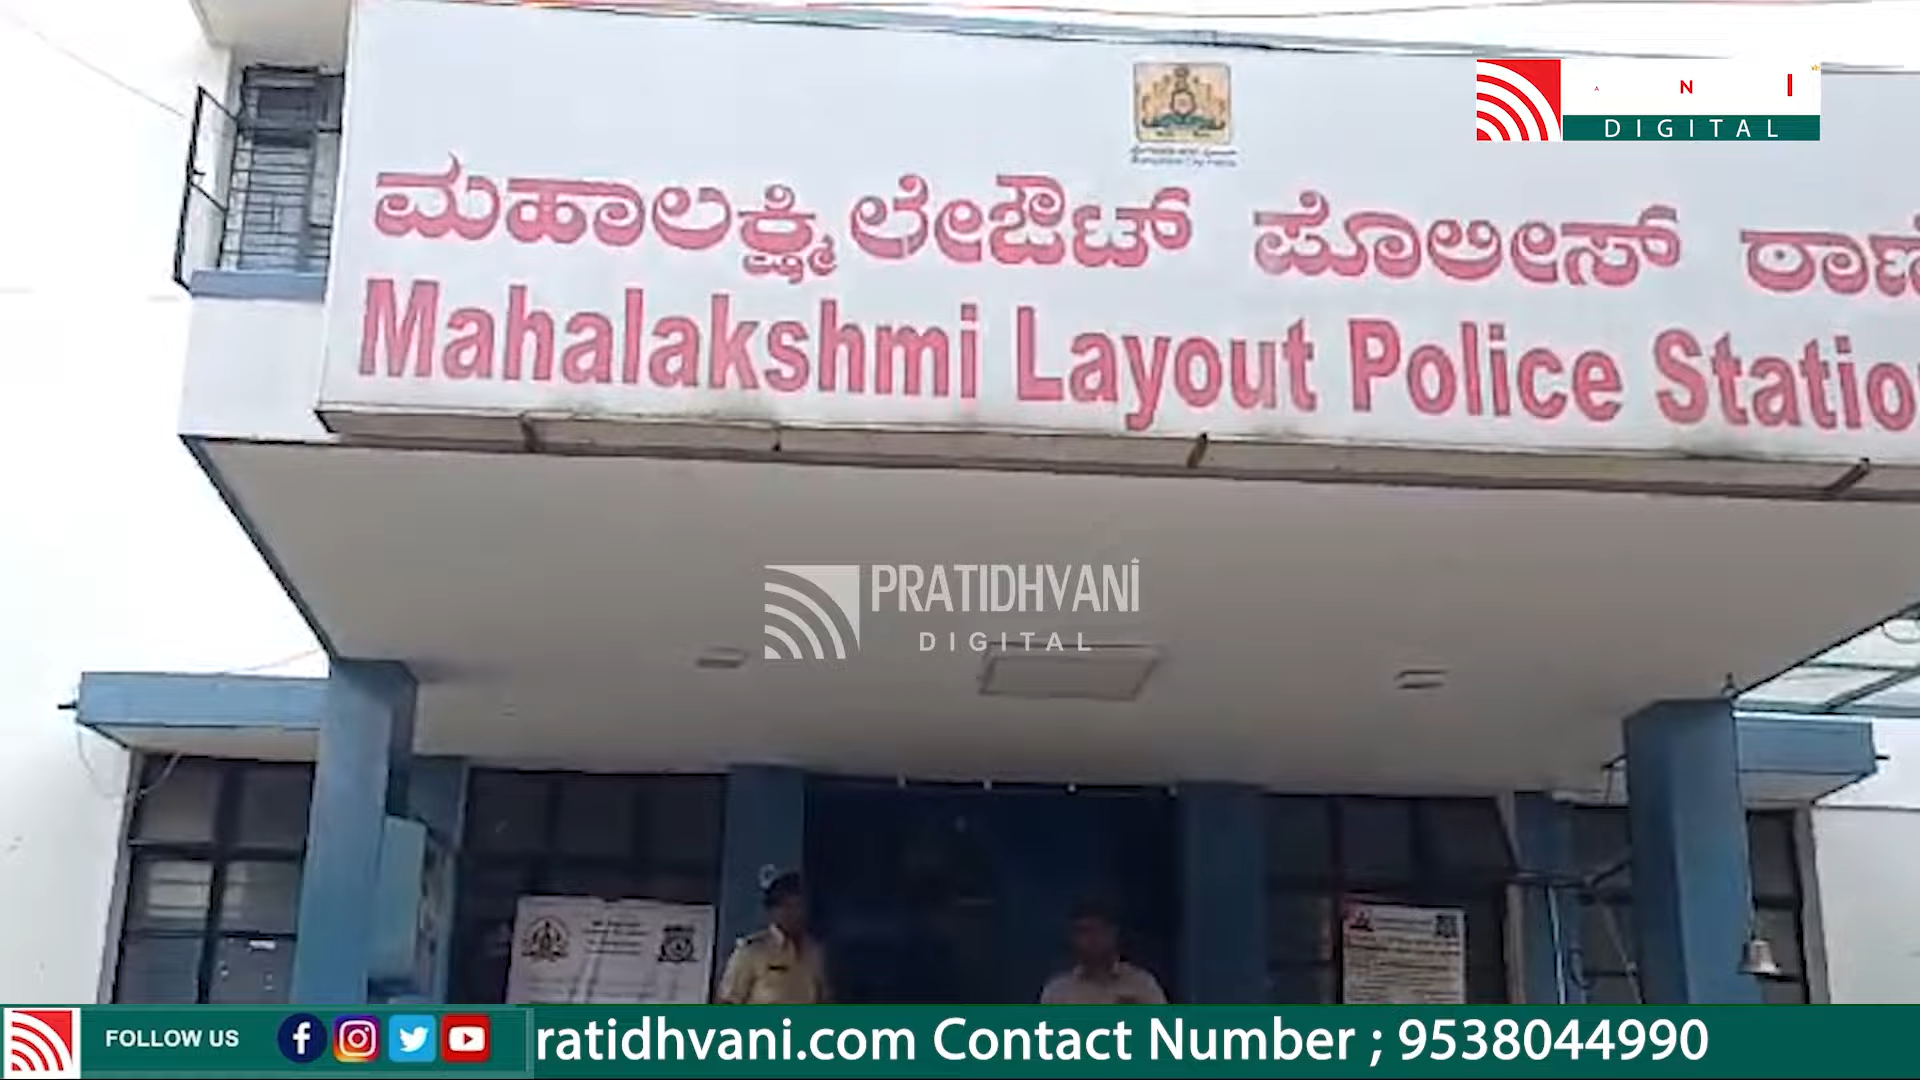 A N I
DIGITAL
ಮಹಾಲಕ್ಷ್ಮಿ ಲೇಔಟ್ ಪೊಲೀಸ್ ಠಾಣೆ
Mahalakshmi Layout Police Statio
PRATIDHVANI
DIGITAL
FOLLOW US
ratidhvani.com Contact Number ; 9538044990